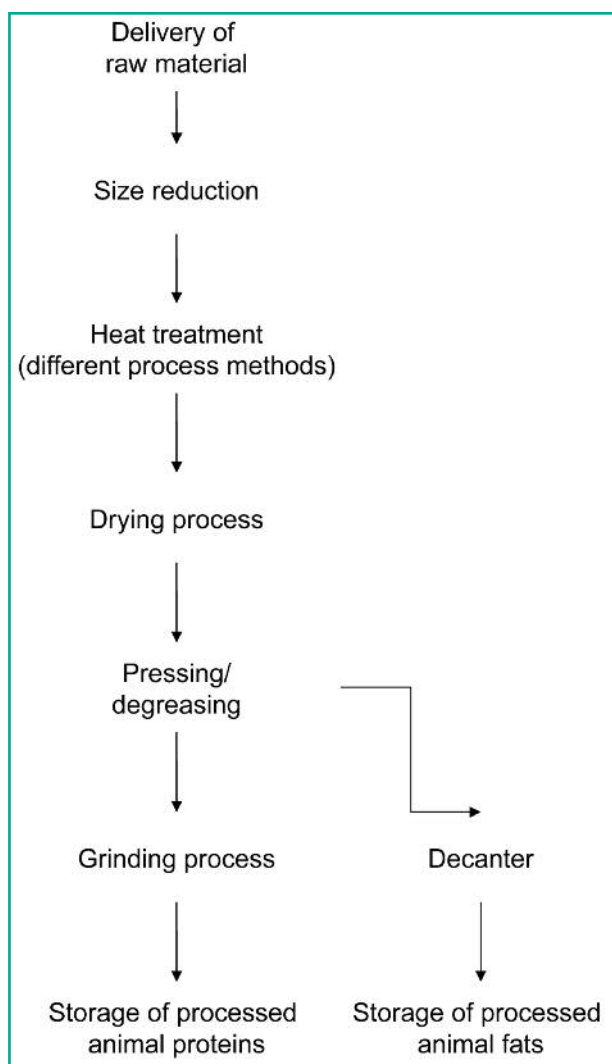 Delivery of
raw material
Size reduction
Heat treatment
(different process methods)
Drying process
Pressing/
degreasing
Grinding process
Decanter
Storage of processed
animal proteins
Storage of processed
animal fats